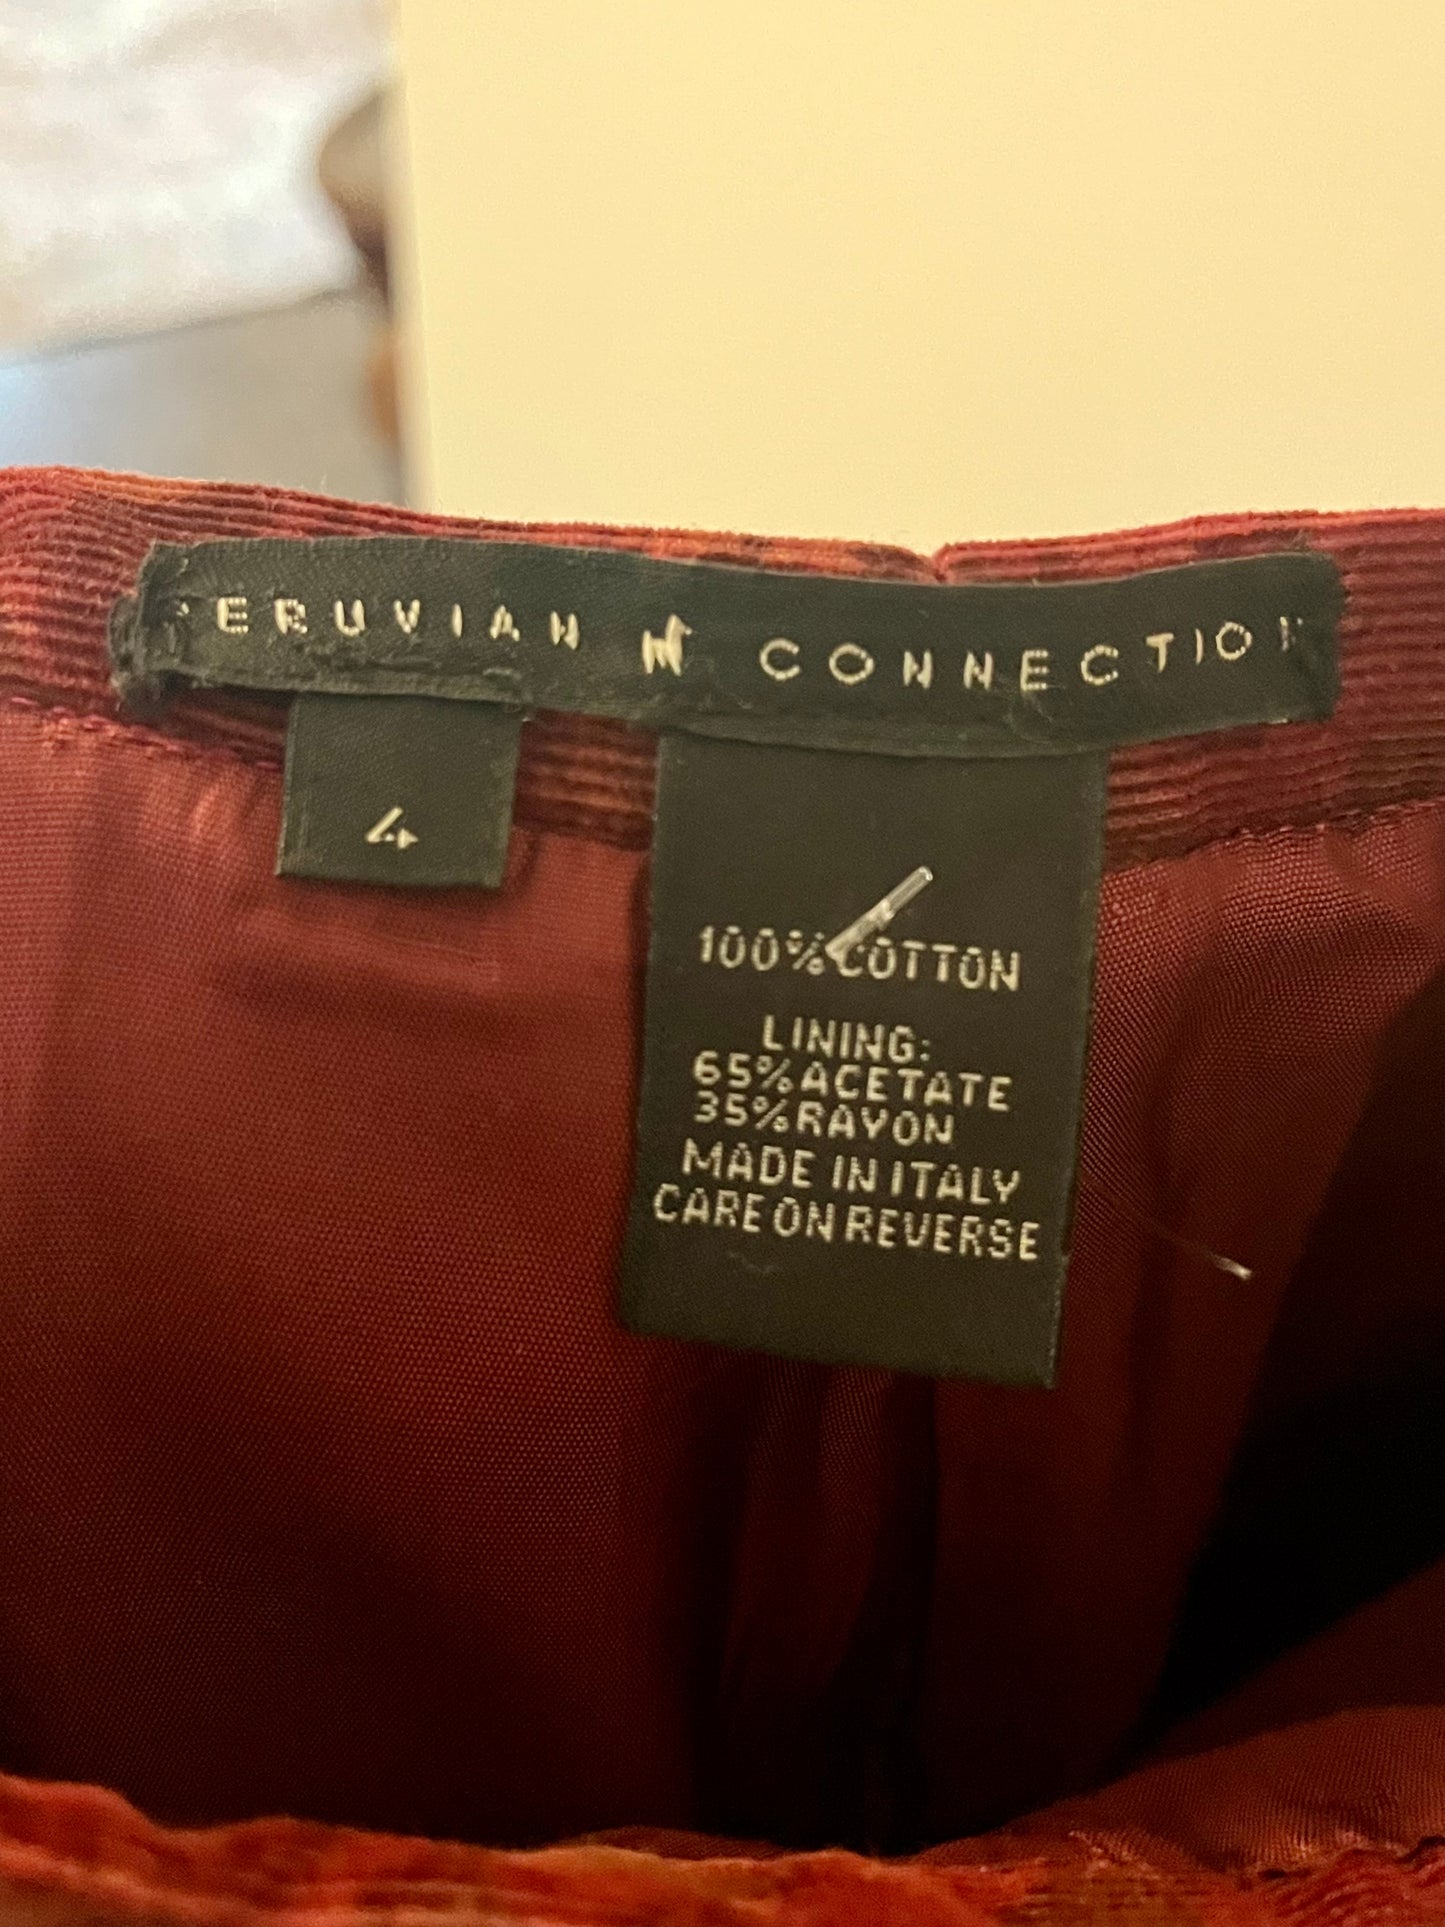 PERUVIAN CONNECTION
4
100% COTTON
LINING:
65% ACETATE
35% RAYON
MADE IN ITALY
CARE ON REVERSE